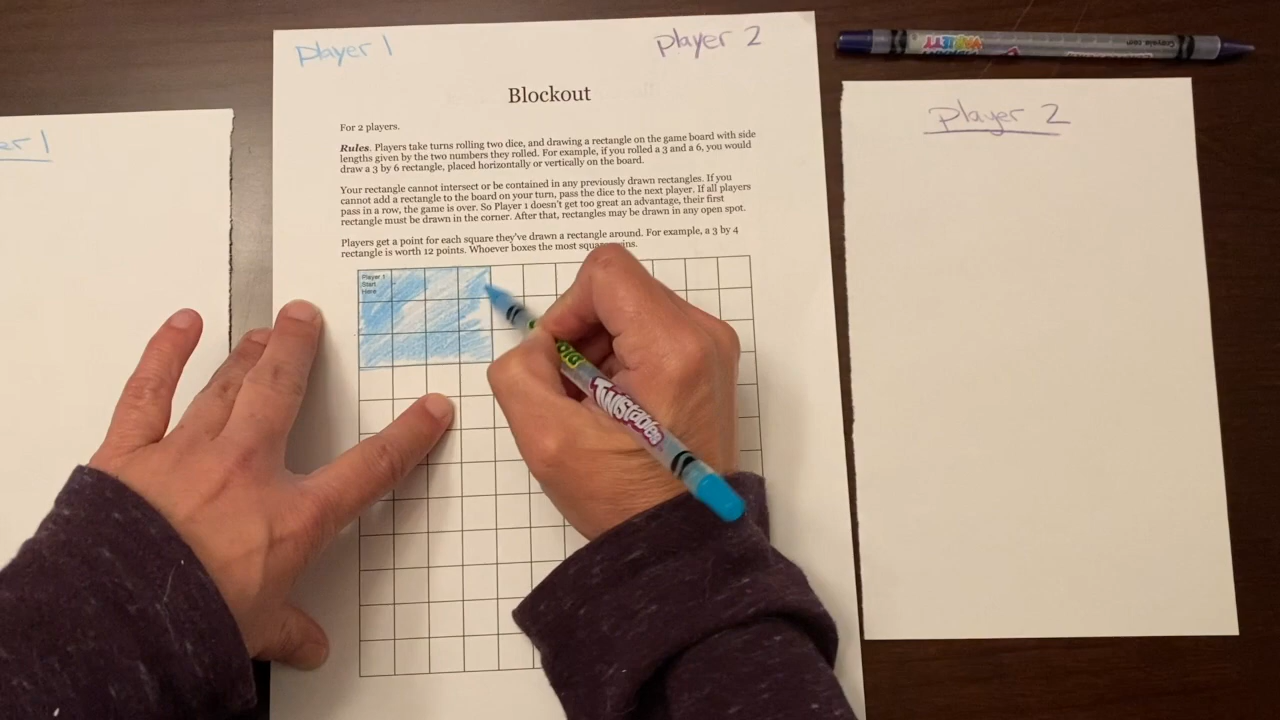 Player 1
Player 2
Player 2
er 1
Blockout
For 2 players.
Rules. Players take turns rolling two dice, and drawing a rectangle on the game board with side
lengths given by the two numbers they rolled. For example, if you rolled a 3 and a 6, you would
draw a 3 by 6 rectangle, placed horizontally or vertically on the board.
Your rectangle cannot intersect or be contained in any previously drawn rectangles. If you
cannot add a rectangle to the board on your turn, pass the dice to the next player. If all players
pass in a row, the game is over. So Player 1 doesn't get too great an advantage, their first
rectangle must be drawn in the corner. After that, rectangles may be drawn in any open spot.
Players get a point for each square they've drawn a rectangle around. For example, a 3 by 4
rectangle is worth 12 points. Whoever boxes the most squares wins.
Player 1
Start
Here
Twistables